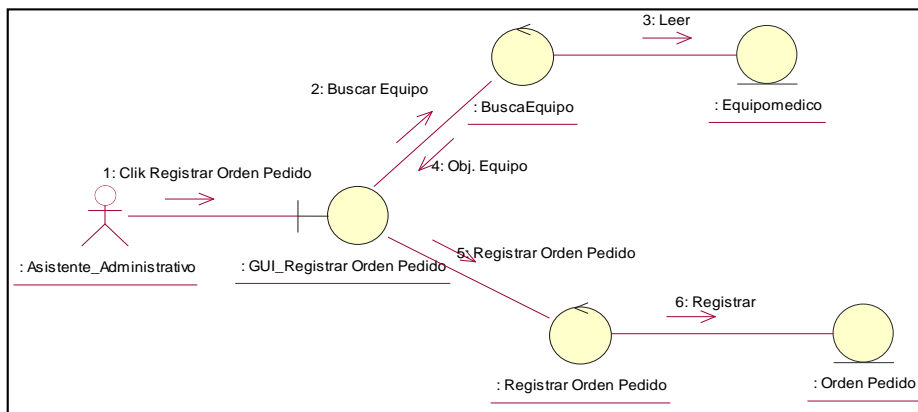 3: Leer
2: Buscar Equipo
: BuscaEquipo
: Equipomedico
4: Obj. Equipo
1: Clik Registrar Orden Pedido
: Asistente_Administrativo
: GUI_Registrar Orden Pedido
5: Registrar Orden Pedido
6: Registrar
: Registrar Orden Pedido
: Orden Pedido